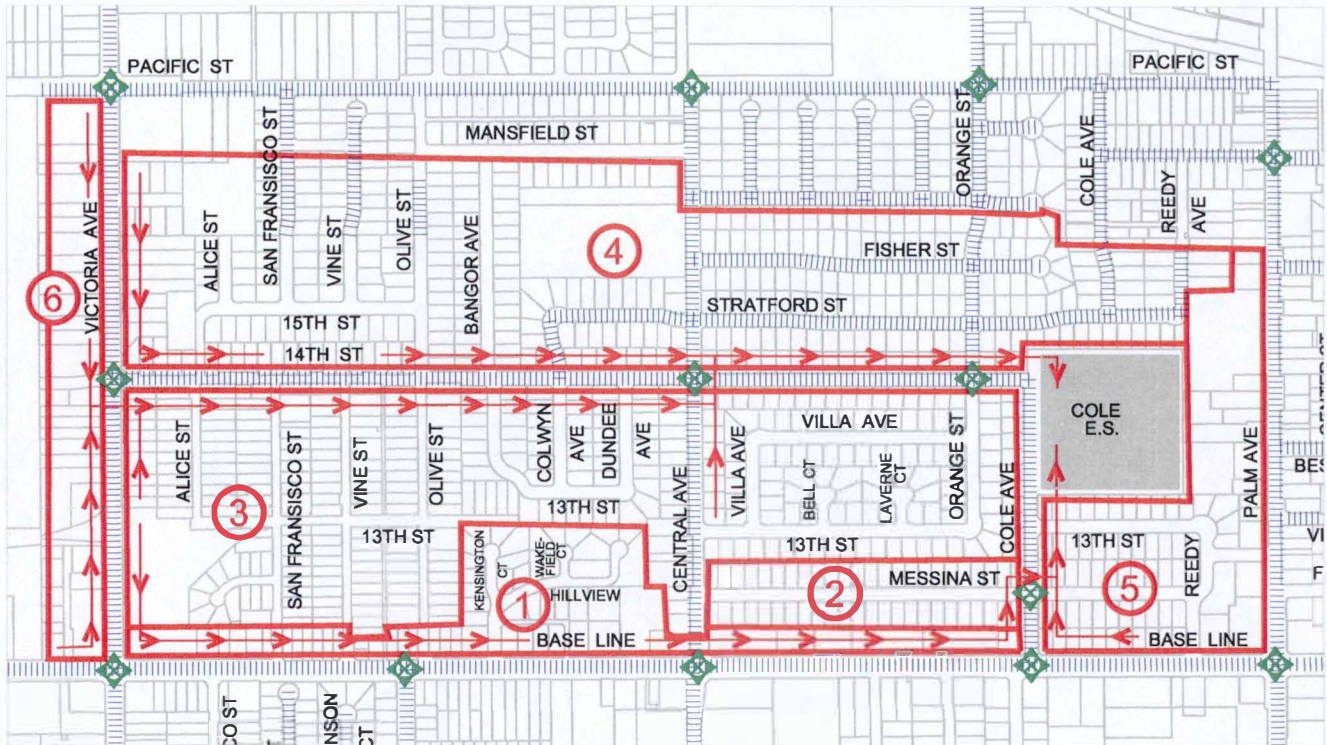 PACIFIC ST
PACIFIC ST
MANSFIELD ST
ORANGE ST
COLE AVE
REEDY
AVE
VICTORIA AVE
ALICE ST
SAN FRANSISCO ST
VINE ST
OLIVE ST
BANGOR AVE
4
FISHER ST
6
STRATFORD ST
15TH ST
14TH ST
ALICE ST
SAN FRANSISCO ST
VINE ST
OLIVE ST
COLWYN
AVE
DUNDEE
AVE
CENTRAL AVE
VILLA AVE
VILLA AVE
BELL CT
LAVERNE
CT
ORANGE ST
COLE AVE
COLE
E.S.
PALM AVE
BES
3
13TH ST
13TH ST
13TH ST
13TH ST
VI
F
KENSINGTON
CT
WAKE-
FIELD
CT
HILLVIEW
1
2
MESSINA ST
5
REEDY
BASE LINE
BASE LINE
CO ST
NSON
CT